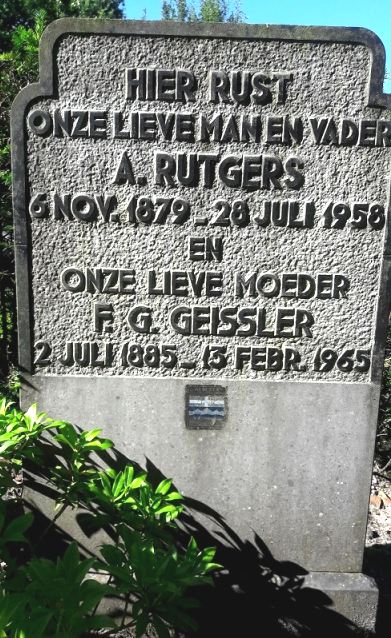 HIER RUST
ONZE LIEVE MAN EN VADER
A. RUTGERS
6 NOV. 1879 - 28 JULI 1958
EN
ONZE LIEVE MOEDER
F. G. GEISSLER
2 JULI 1885 - 13 FEBR. 1965